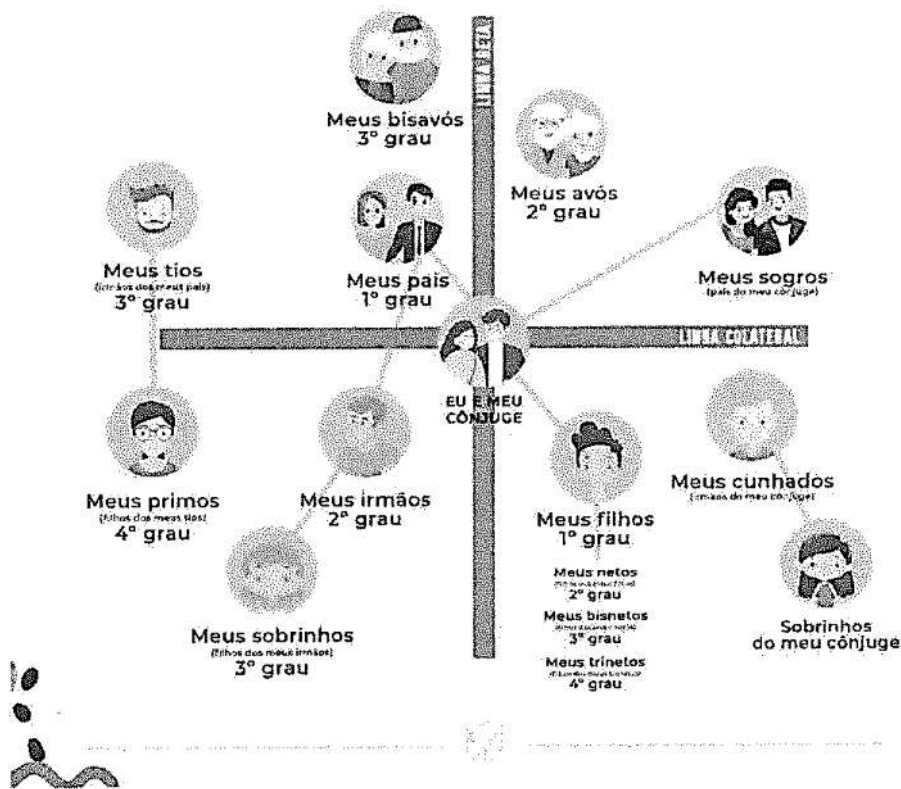 LINHA RETA
Meus bisavós
3º grau
Meus avós
2º grau
Meus tios
(irmãos dos meus pais)
3º grau
Meus pais
1º grau
Meus sogros
(pais do meu cônjuge)
LINHA COLATERAL
EU E MEU
CÔNJUGE
Meus primos
(filhos dos meus tios)
4º grau
Meus irmãos
2º grau
Meus filhos
1º grau
Meus cunhados
(irmãos do meu cônjuge)
Meus sobrinhos
(filhos dos meus irmãos)
3º grau
Meus netos
2º grau
Meus bisnetos
3º grau
Meus trinetos
4º grau
Sobrinhos
do meu cônjuge